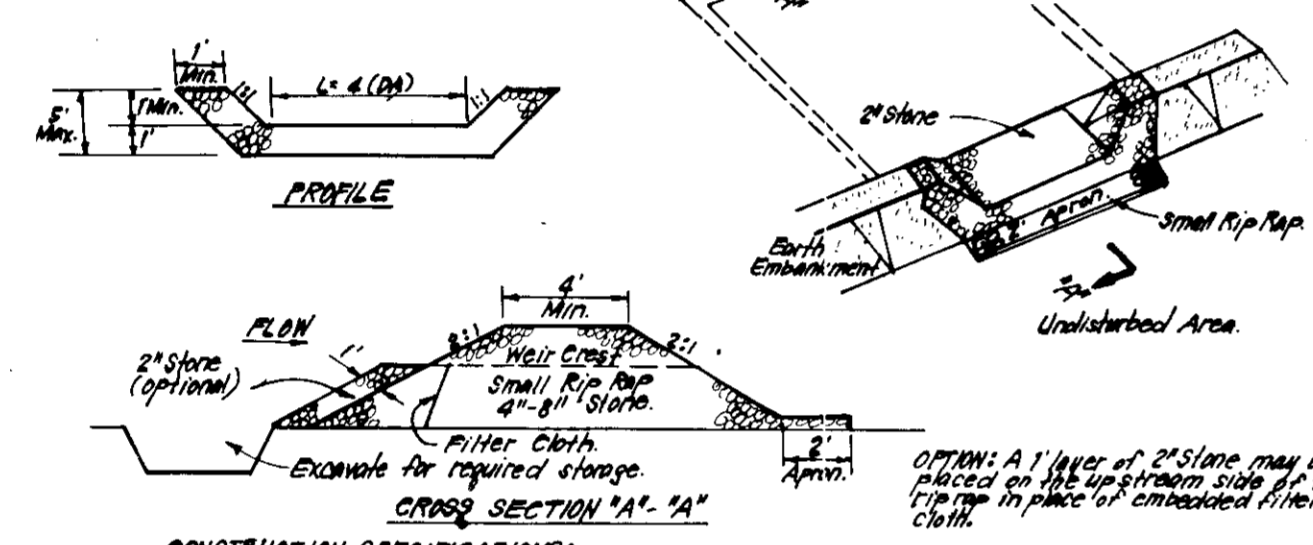 1'
Min.
1:1
L = 4 (DA)
1:1
5'
Max.
1' Min.
1'
PROFILE
2" Stone
2' Apron.
Small Rip Rap.
Earth
Embankment
Undisturbed Area.
4'
Min.
FLOW
2:1
2:1
1'
2" Stone
(optional)
Weir Crest
Small Rip Rap
4"-8" Stone.
Filter Cloth.
Excavate for required storage.
2'
Apron.
CROSS SECTION "A"-"A"
OPTION: A 1' layer of 2" Stone may
placed on the upstream side of
rip rap in place of embedded filter
cloth.
CONSTRUCTION SPECIFICATIONS